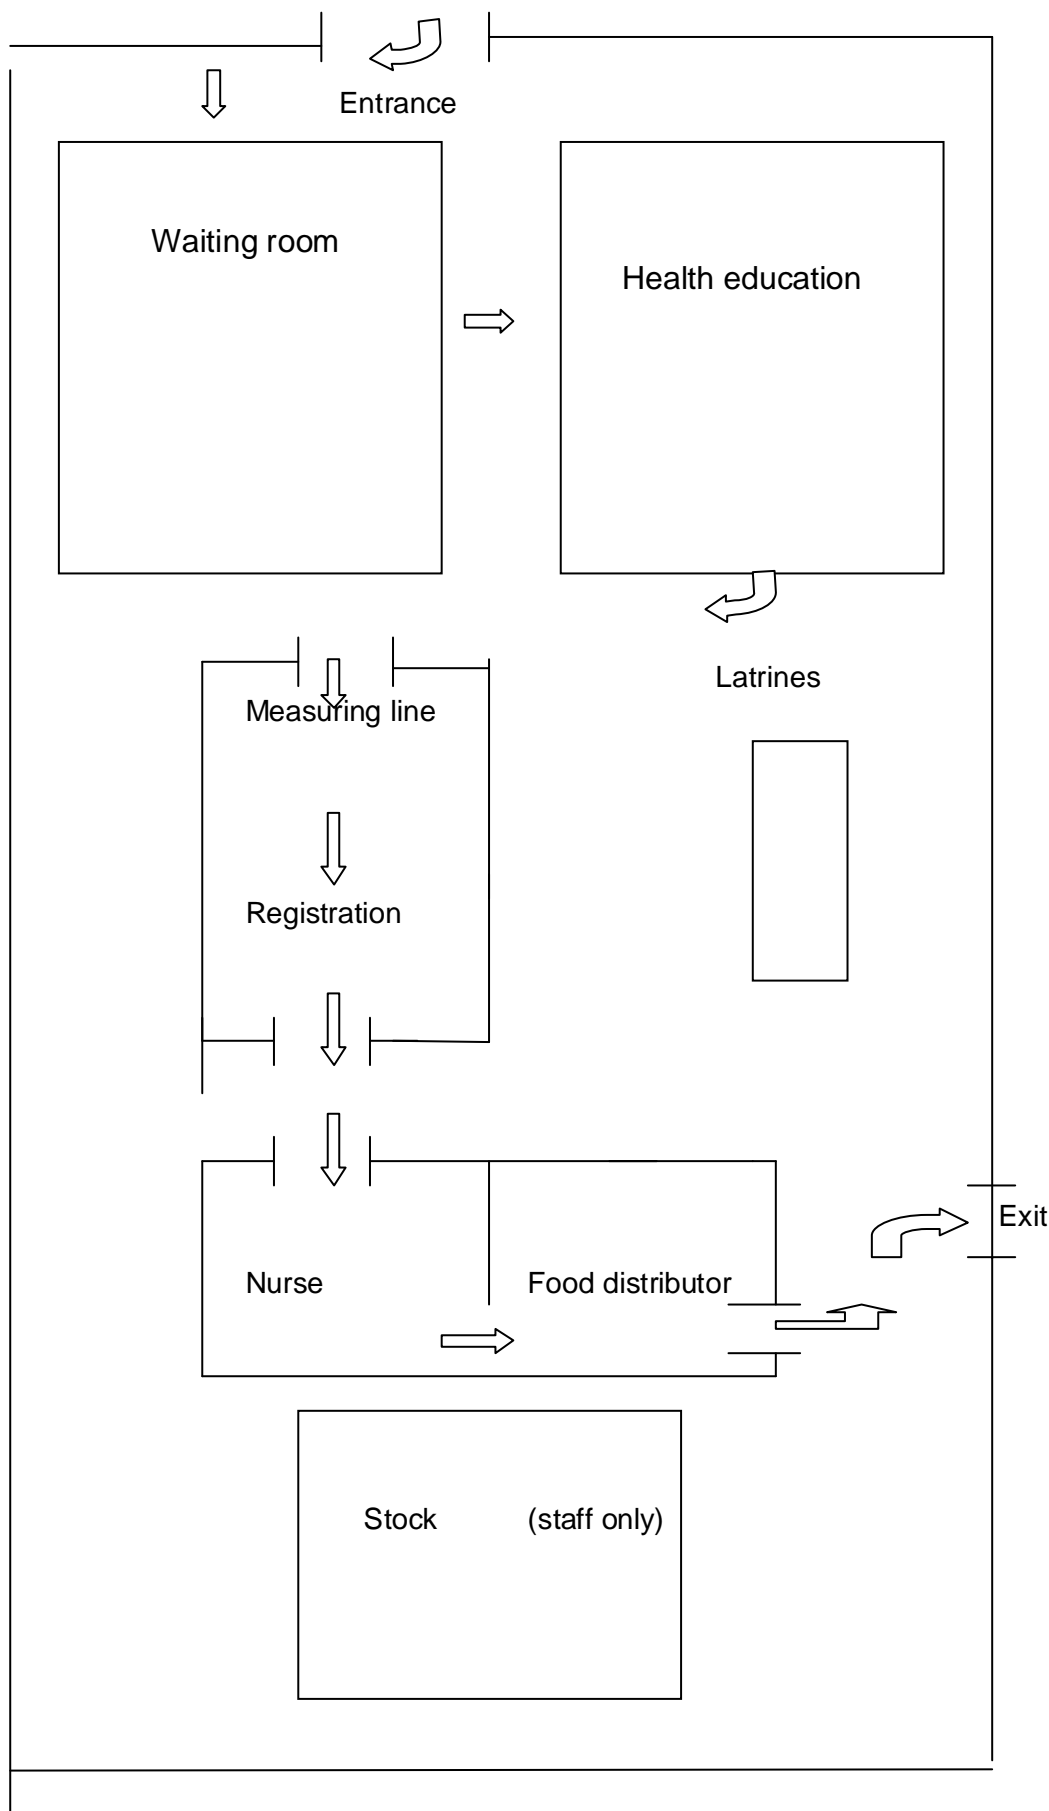 Entrance
Waiting room
Health education
Latrines
Measuring line
Registration
Exit
Nurse
Food distributor
Stock (staff only)